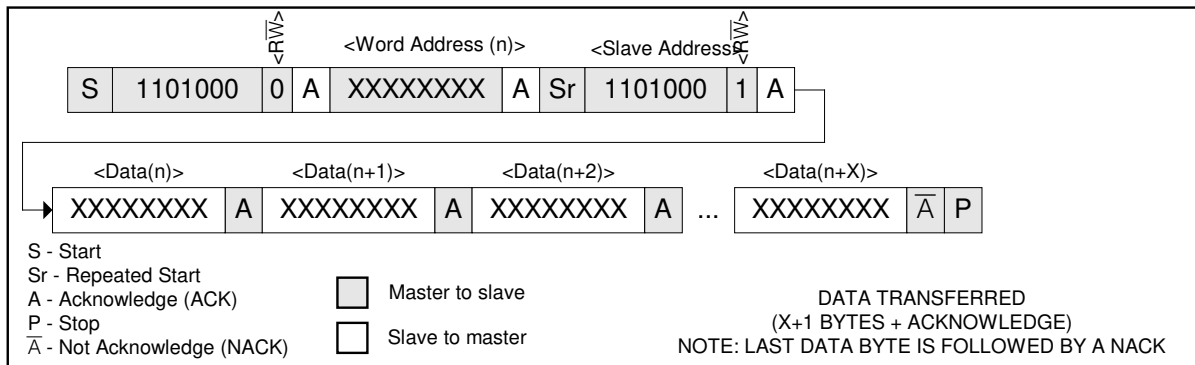 <RW̅> <Word Address (n)> <Slave Address> <RW̅>
S 1101000 0 A XXXXXXXX A Sr 1101000 1 A
<Data(n)> <Data(n+1)> <Data(n+2)> <Data(n+X)>
XXXXXXXX A XXXXXXXX A XXXXXXXX A ... XXXXXXXX A̅ P
S - Start
Sr - Repeated Start
A - Acknowledge (ACK)
P - Stop
A̅ - Not Acknowledge (NACK)
Master to slave
Slave to master
DATA TRANSFERRED
(X+1 BYTES + ACKNOWLEDGE)
NOTE: LAST DATA BYTE IS FOLLOWED BY A NACK